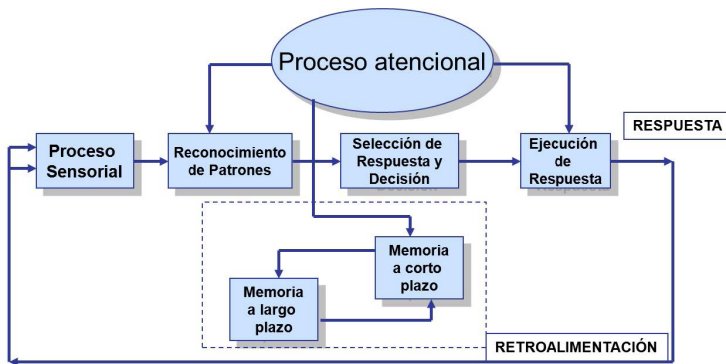 Proceso atencional
RESPUESTA
Proceso
Sensorial
Reconocimiento
de Patrones
Selección de
Respuesta y
Decisión
Ejecución
de
Respuesta
Memoria
a corto
plazo
Memoria
a largo
plazo
RETROALIMENTACIÓN